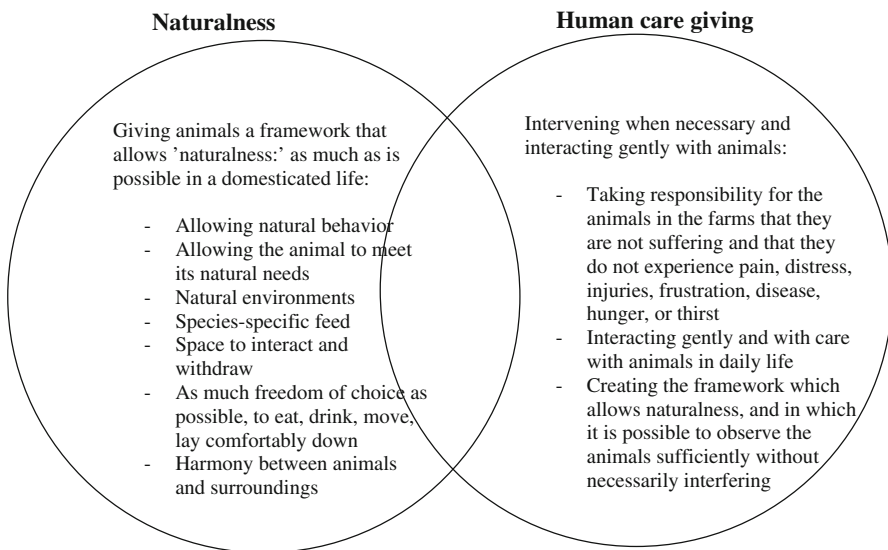 Naturalness
Giving animals a framework that
allows 'naturalness:' as much as is
possible in a domesticated life:
- Allowing natural behavior
- Allowing the animal to meet
its natural needs
- Natural environments
- Species-specific feed
- Space to interact and
withdraw
- As much freedom of choice as
possible, to eat, drink, move,
lay comfortably down
- Harmony between animals
and surroundings
Human care giving
Intervening when necessary and
interacting gently with animals:
- Taking responsibility for the
animals in the farms that they
are not suffering and that they
do not experience pain, distress,
injuries, frustration, disease,
hunger, or thirst
- Interacting gently and with care
with animals in daily life
- Creating the framework which
allows naturalness, and in which
it is possible to observe the
animals sufficiently without
necessarily interfering